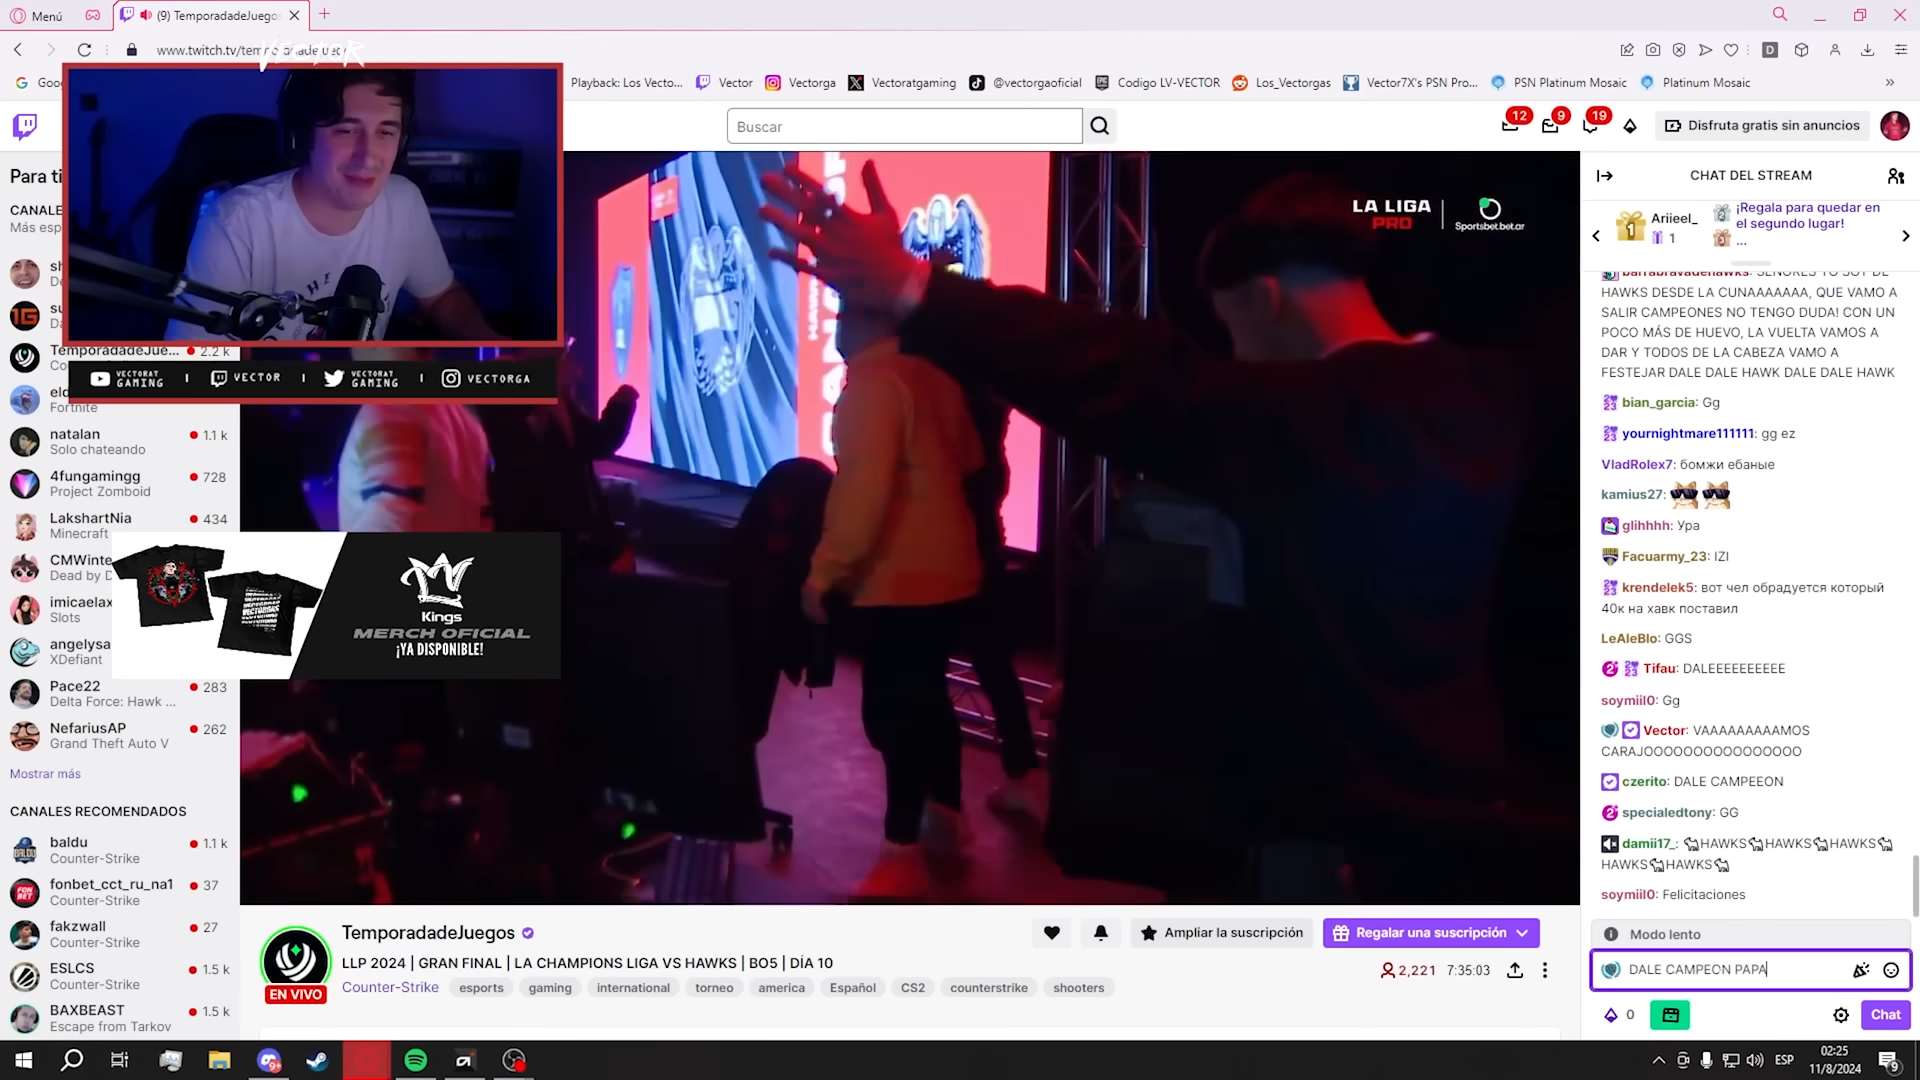 Menú
(9) TemporadadeJuegos
www.twitch.tv/temporadadejuegos
VECTOR
Playback: Los Vecto...
Vector
Vectorga
Vectoratgaming
@vectorgaoficial
Codigo LV-VECTOR
Los_Vectorgas
Vector7X's PSN Pro...
PSN Platinum Mosaic
Platinum Mosaic
Buscar
12
9
19
Disfruta gratis sin anuncios
Para ti
CANALE
Más esp
TemporadadeJue...
2.2 k
Fortnite
natalan
1.1 k
Solo chateando
4fungamingg
728
Project Zomboid
LakshartNia
434
Minecraft
CMWinte
Dead by D
imicaelax
Slots
angelysa
XDefiant
Pace22
283
Delta Force: Hawk ...
NefariusAP
262
Grand Theft Auto V
Mostrar más
CANALES RECOMENDADOS
baldu
1.1 k
Counter-Strike
fonbet_cct_ru_na1
37
Counter-Strike
fakzwall
27
Counter-Strike
ESLCS
1.5 k
Counter-Strike
BAXBEAST
1.5 k
Escape from Tarkov
VECTORAT GAMING
VECTOR
VECTORAT GAMING
VECTORGA
Kings
MERCH OFICIAL
¡YA DISPONIBLE!
LA LIGA
PRO
Sportsbet.bet.ar
TemporadadeJuegos
EN VIVO
LLP 2024 | GRAN FINAL | LA CHAMPIONS LIGA VS HAWKS | BO5 | DÍA 10
Counter-Strike
esports
gaming
international
torneo
america
Español
CS2
counterstrike
shooters
Ampliar la suscripción
Regalar una suscripción
2,221
7:35:03
CHAT DEL STREAM
Ariieel_
1
¡Regala para quedar en
el segundo lugar!
...
barrabravadehawks: SEÑORES YO SOY DE
HAWKS DESDE LA CUNAAAAAA, QUE VAMO A
SALIR CAMPEONES NO TENGO DUDA! CON UN
POCO MÁS DE HUEVO, LA VUELTA VAMOS A
DAR Y TODOS DE LA CABEZA VAMO A
FESTEJAR DALE DALE HAWK DALE DALE HAWK
bian_garcia: Gg
yournightmare111111: gg ez
VladRolex7: бомжи ебаные
kamius27:
glihhhh: Ура
Facuarmy_23: IZI
krendelek5: вот чел обрадуется который
40к на хавк поставил
LeAleBlo: GGS
Tifau: DALEEEEEEEEEE
soymiil0: Gg
Vector: VAAAAAAAAAMOS
CARAJOOOOOOOOOOOOOOOO
czerito: DALE CAMPEEON
specialedtony: GG
damii17_: HAWKS HAWKS HAWKS
HAWKS HAWKS
soymiil0: Felicitaciones
Modo lento
DALE CAMPEON PAPA
0
Chat
ESP
02:25
11/8/2024